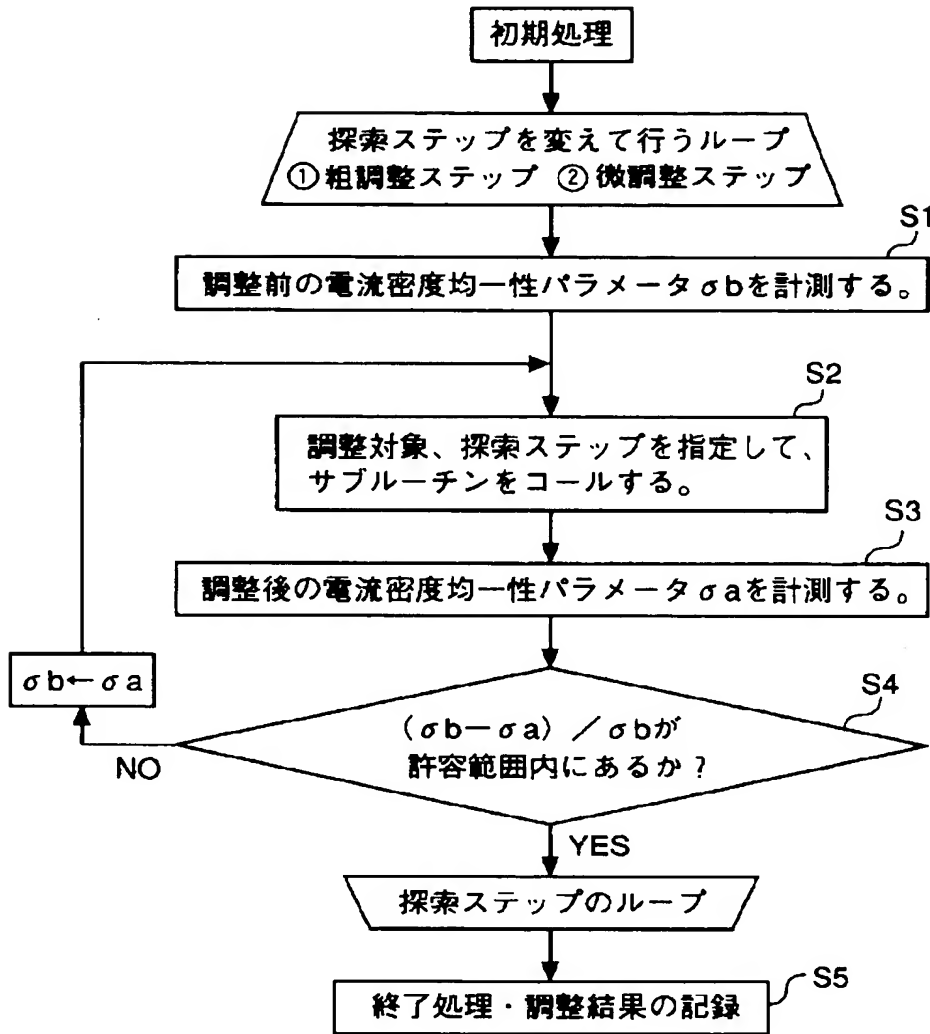 初期処理
探索ステップを変えて行うループ
①粗調整ステップ ②微調整ステップ
S1
調整前の電流密度均一性パラメータσbを計測する。
S2
調整対象、探索ステップを指定して、
サブルーチンをコールする。
S3
調整後の電流密度均一性パラメータσaを計測する。
σb←σa
S4
(σb−σa)／σbが
許容範囲内にあるか？
NO
YES
探索ステップのループ
S5
終了処理・調整結果の記録